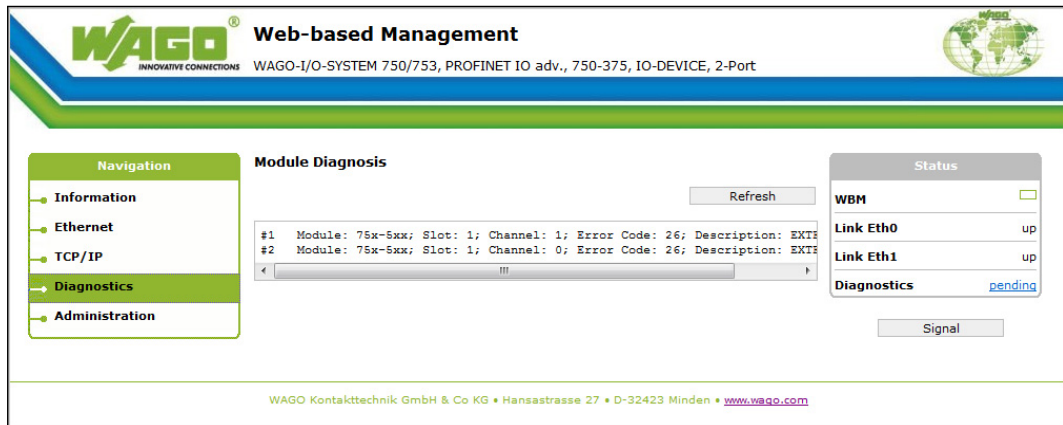 WAGO®
INNOVATIVE CONNECTIONS
Web-based Management
WAGO-I/O-SYSTEM 750/753, PROFINET IO adv., 750-375, IO-DEVICE, 2-Port
WAGO
Navigation
Information
Ethernet
TCP/IP
Diagnostics
Administration
Module Diagnosis
Refresh
#1 Module: 75x-5xx; Slot: 1; Channel: 1; Error Code: 26; Description:
#2 Module: 75x-5xx; Slot: 1; Channel: 0; Error Code: 26; Description:
Status
WBM
Link Eth0 up
Link Eth1 up
Diagnostics pending
Signal
WAGO Kontakttechnik GmbH & Co KG • Hansastrasse 27 • D-32423 Minden • www.wago.com